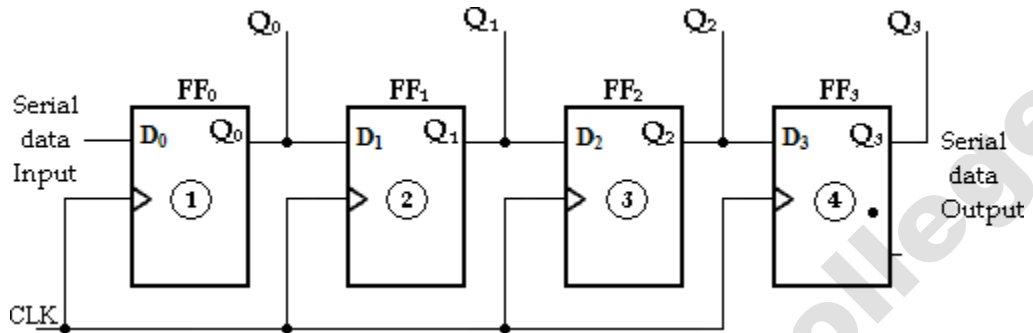 Q₀ Q₁ Q₂ Q₃
FF₀ FF₁ FF₂ FF₃
Serial
data
Input
D₀ Q₀ D₁ Q₁ D₂ Q₂ D₃ Q₃
Serial
data
Output
1 2 3 4
CLK